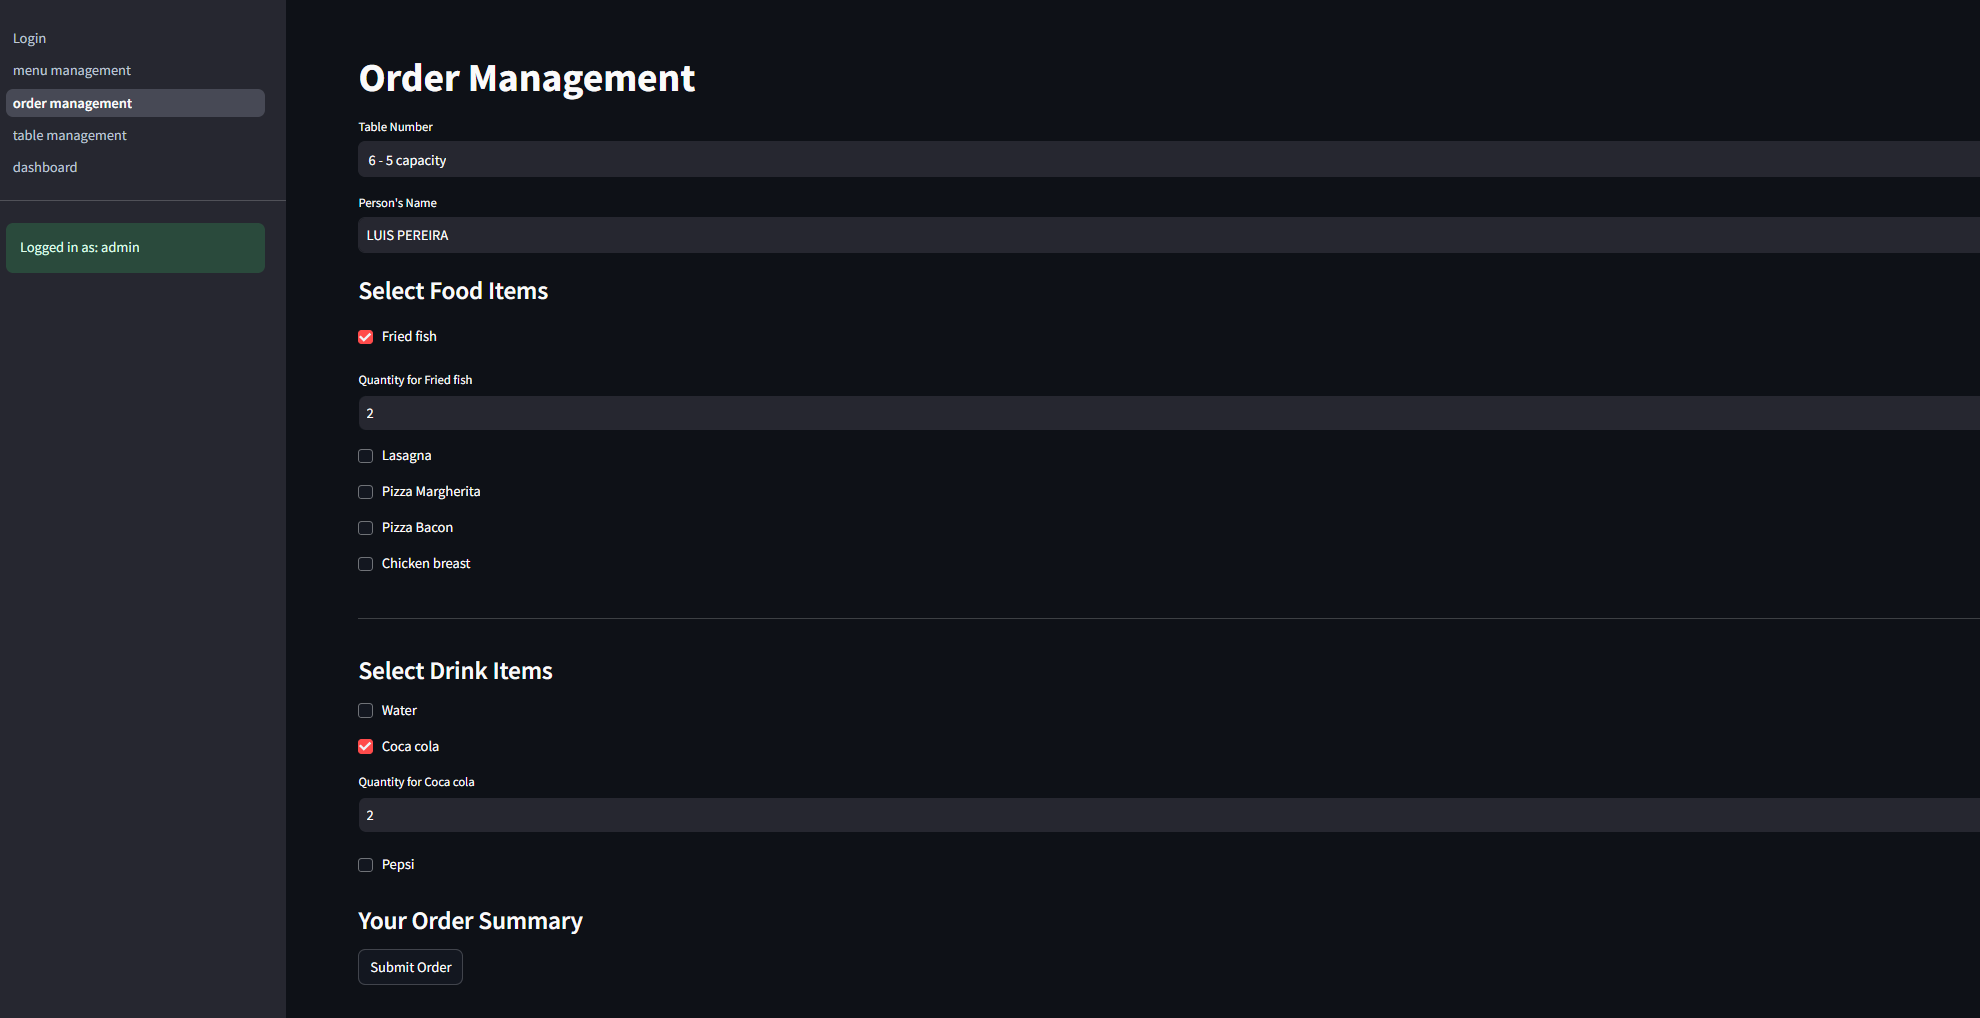 Login
menu management
order management
table management
dashboard
Logged in as: admin
Order Management
Table Number
6 - 5 capacity
Person's Name
LUIS PEREIRA
Select Food Items
Fried fish
Quantity for Fried fish
2
Lasagna
Pizza Margherita
Pizza Bacon
Chicken breast
Select Drink Items
Water
Coca cola
Quantity for Coca cola
2
Pepsi
Your Order Summary
Submit Order